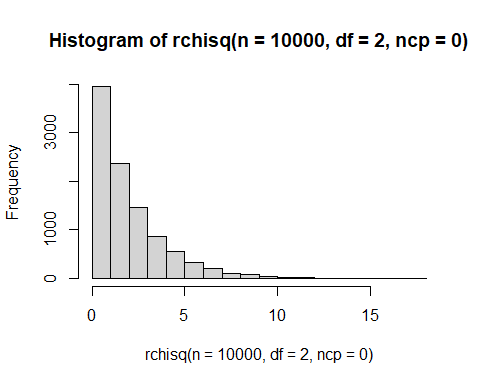 Histogram of rchisq(n = 10000, df = 2, ncp = 0)
Frequency
3000
1000
0
0 5 10 15
rchisq(n = 10000, df = 2, ncp = 0)